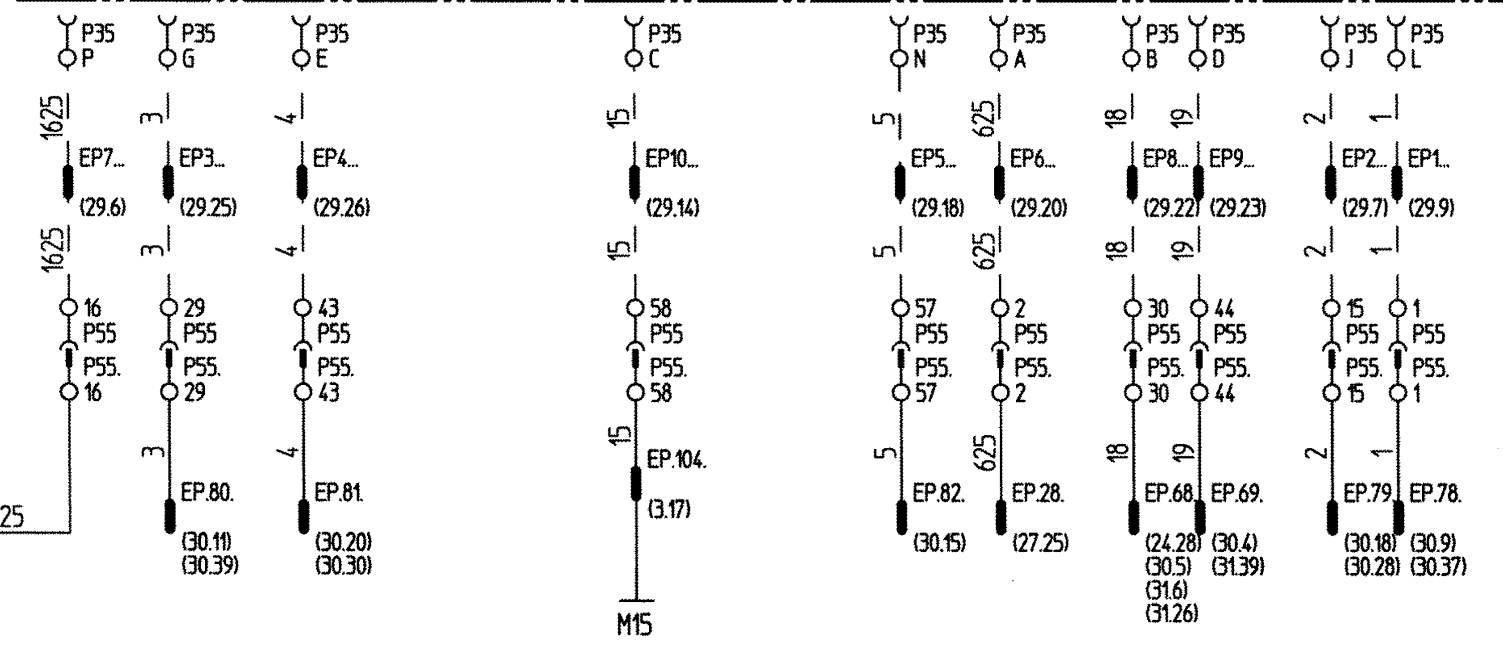 P35 P35 P35 P35 P35 P35 P35 P35 P35 P35
P G E C N A B D J L
1625 3 4 15 5 625 18 19 2 1
EP7... EP3... EP4... EP10... EP5... EP6... EP8... EP9... EP2... EP1...
(29.6) (29.25) (29.26) (29.14) (29.18) (29.20) (29.22) (29.23) (29.7) (29.9)
1625 3 4 15 5 625 18 19 2 1
16 29 43 58 57 2 30 44 15 1
P55 P55 P55 P55 P55 P55 P55 P55 P55 P55
P55. P55. P55. P55. P55. P55. P55. P55. P55. P55.
16 29 43 58 57 2 30 44 15 1
3 4 15 5 625 18 19 2 1
EP.104.
25 EP.80. EP.81. (3.17) EP.82. EP.28. EP.68. EP.69. EP.79. EP.78.
(30.11) (30.20) (30.15) (27.25) (24.28) (30.4) (30.18) (30.9)
(30.39) (30.30) (30.5) (31.39) (30.28) (30.37)
(31.6)
(31.26)
M15